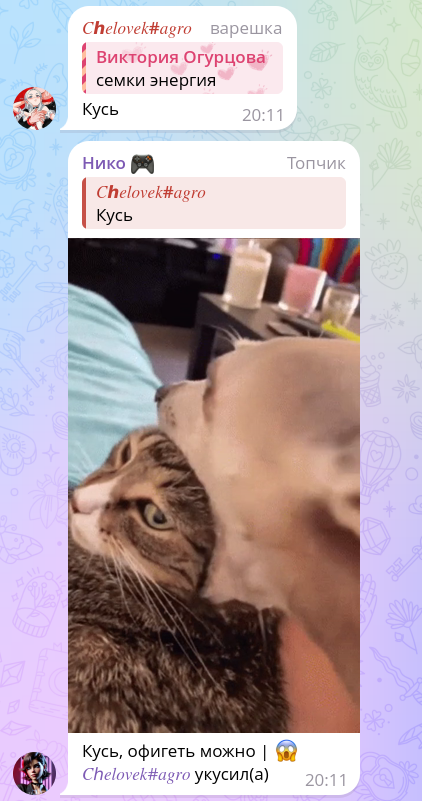 Chelovek#agro варешка
Виктория Огурцова
семки энергия
Кусь
20:11
Нико 🎮 Топчик
Chelovek#agro
Кусь
Кусь, офигеть можно | 😱
Chelovek#agro укусил(а)
20:11